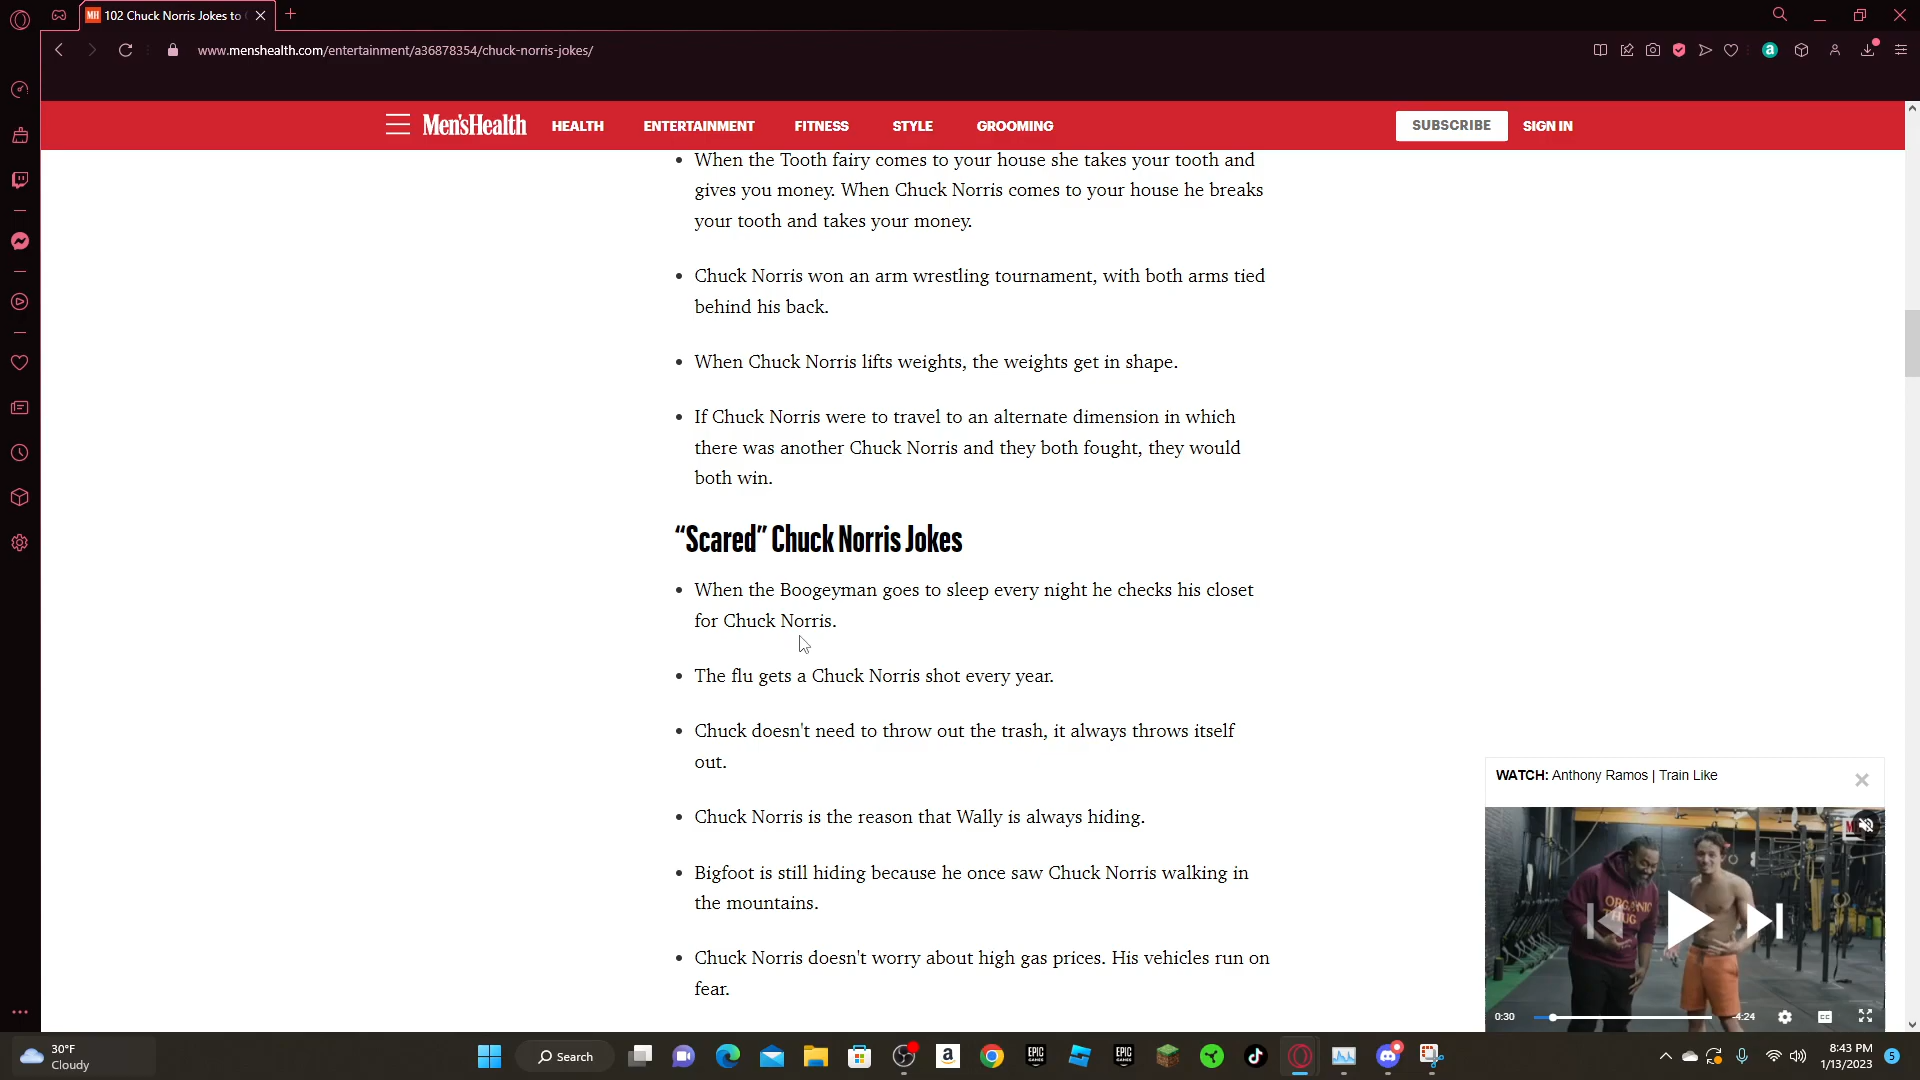 102 Chuck Norris Jokes to
www.menshealth.com/entertainment/a36878354/chuck-norris-jokes/
Men'sHealth
HEALTH
ENTERTAINMENT
FITNESS
STYLE
GROOMING
SUBSCRIBE
SIGN IN
• When the Tooth fairy comes to your house she takes your tooth and
gives you money. When Chuck Norris comes to your house he breaks
your tooth and takes your money.
• Chuck Norris won an arm wrestling tournament, with both arms tied
behind his back.
• When Chuck Norris lifts weights, the weights get in shape.
• If Chuck Norris were to travel to an alternate dimension in which
there was another Chuck Norris and they both fought, they would
both win.
“Scared” Chuck Norris Jokes
• When the Boogeyman goes to sleep every night he checks his closet
for Chuck Norris.
• The flu gets a Chuck Norris shot every year.
• Chuck doesn't need to throw out the trash, it always throws itself
out.
• Chuck Norris is the reason that Wally is always hiding.
• Bigfoot is still hiding because he once saw Chuck Norris walking in
the mountains.
• Chuck Norris doesn't worry about high gas prices. His vehicles run on
fear.
WATCH: Anthony Ramos | Train Like
ORGANIC
THUG
0:30
-4:24
CC
30°F
Cloudy
Search
EPIC
GAMES
EPIC
GAMES
8:43 PM
1/13/2023
5